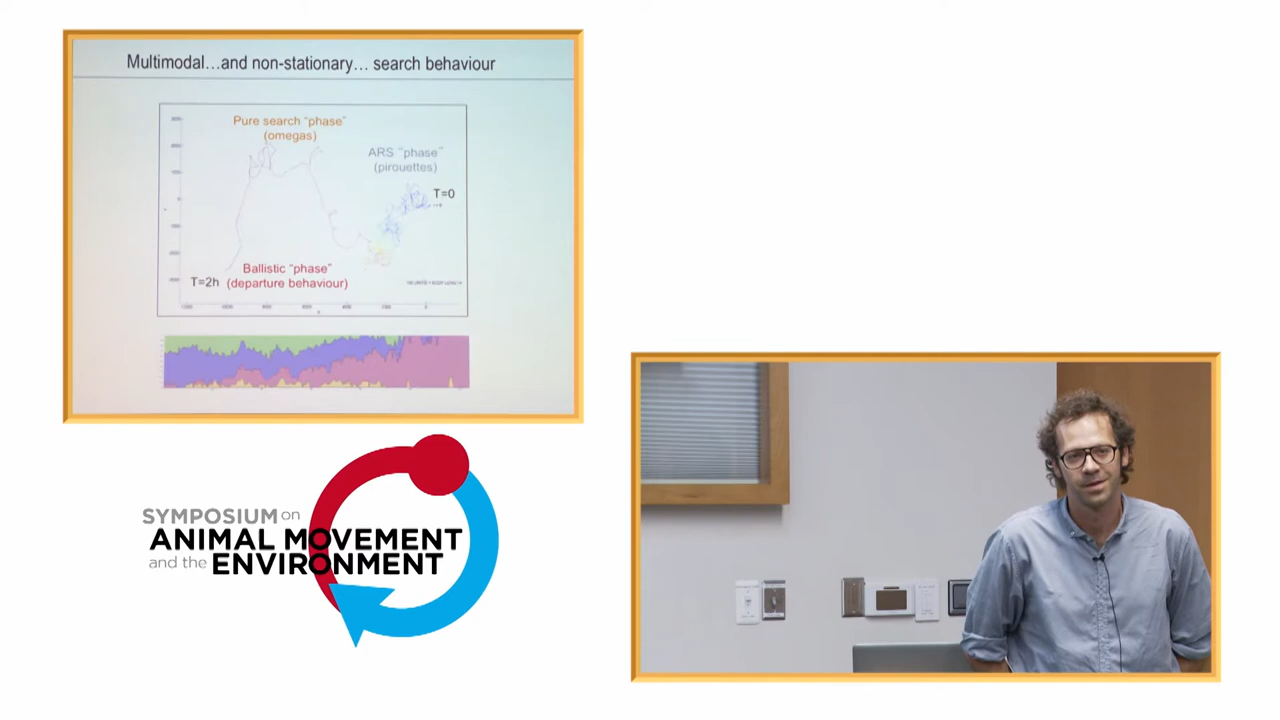 Multimodal…and non-stationary… search behaviour
Pure search "phase"
(omegas)
ARS "phase"
(pirouettes)
T=0
Ballistic "phase"
T=2h (departure behaviour)
SYMPOSIUM on
ANIMAL MOVEMENT
and the ENVIRONMENT